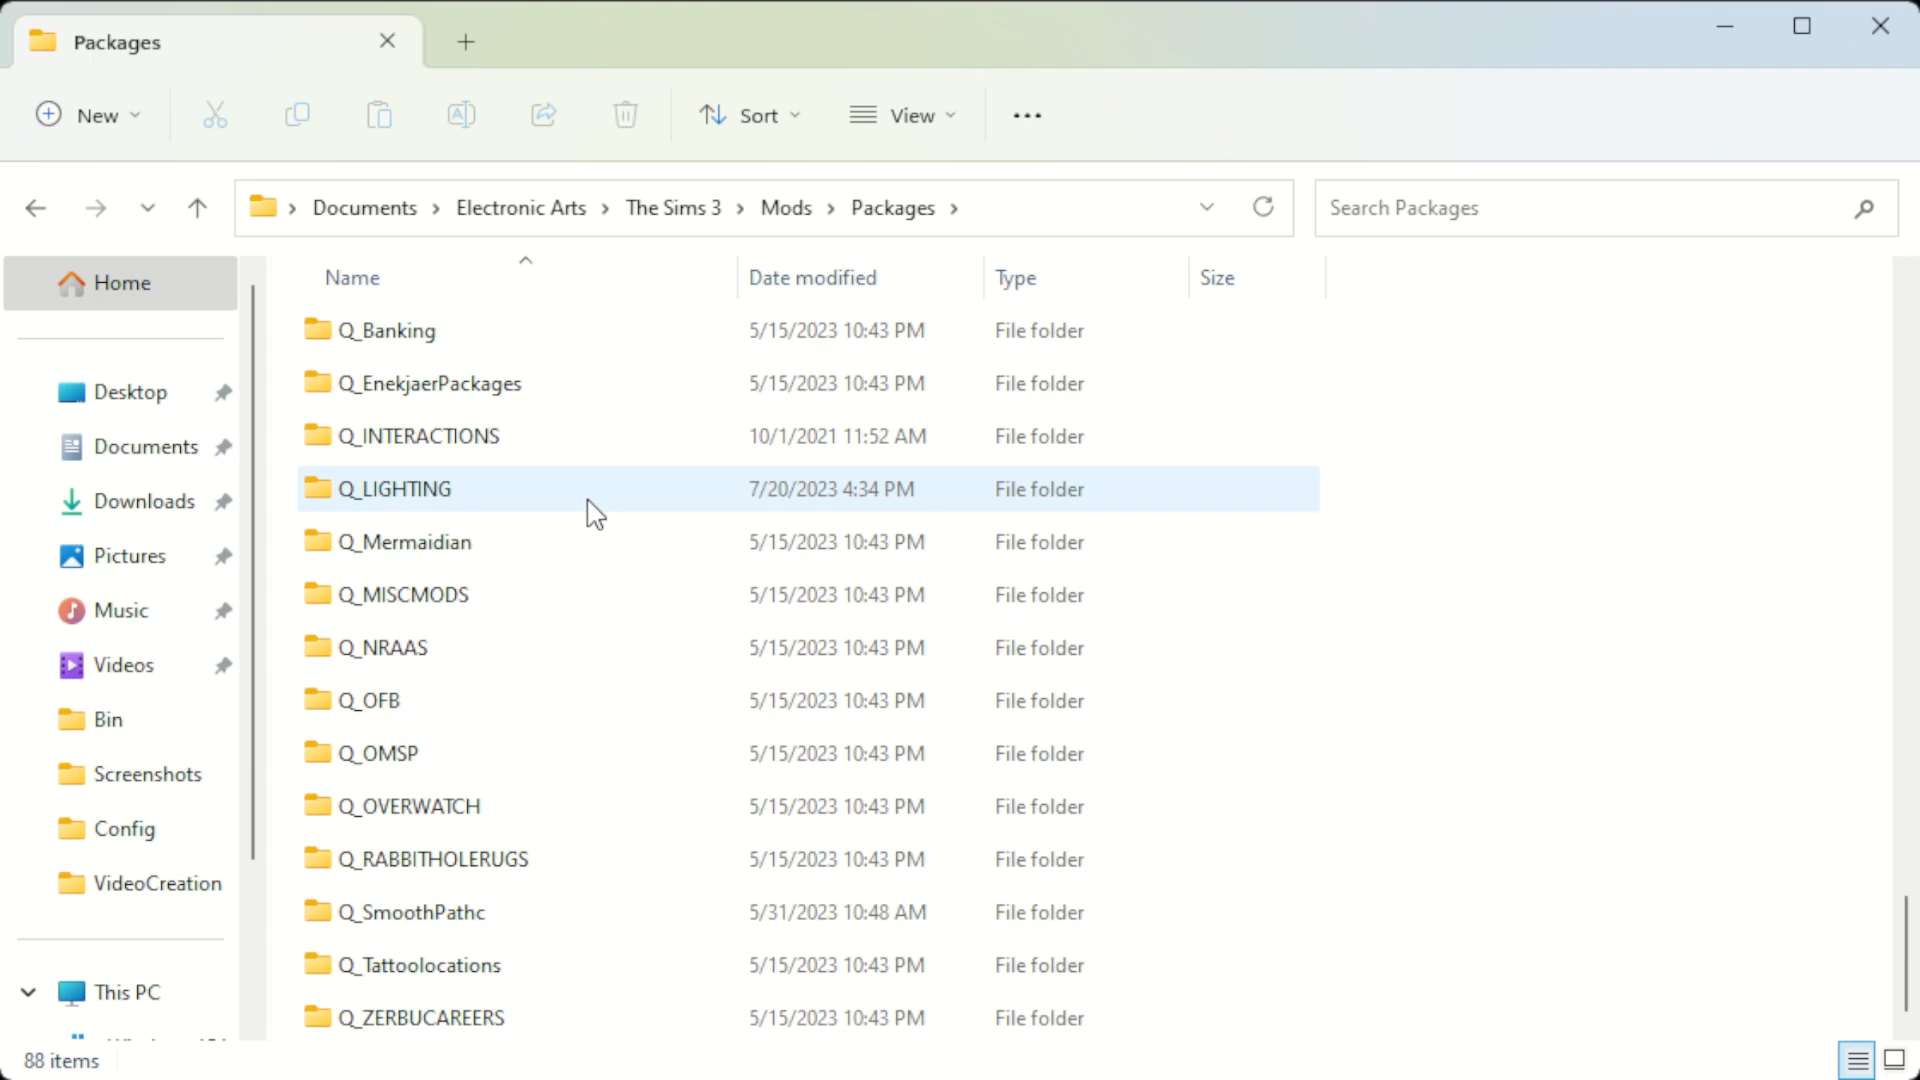 Packages
New
Sort
View
Documents > Electronic Arts > The Sims 3 > Mods > Packages >
Search Packages
Home
Desktop
Documents
Downloads
Pictures
Music
Videos
Bin
Screenshots
Config
VideoCreation
This PC
Name Date modified Type Size
Q_Banking 5/15/2023 10:43 PM File folder
Q_EnekjaerPackages 5/15/2023 10:43 PM File folder
Q_INTERACTIONS 10/1/2021 11:52 AM File folder
Q_LIGHTING 7/20/2023 4:34 PM File folder
Q_Mermaidian 5/15/2023 10:43 PM File folder
Q_MISCMODS 5/15/2023 10:43 PM File folder
Q_NRAAS 5/15/2023 10:43 PM File folder
Q_OFB 5/15/2023 10:43 PM File folder
Q_OMSP 5/15/2023 10:43 PM File folder
Q_OVERWATCH 5/15/2023 10:43 PM File folder
Q_RABBITHOLERUGS 5/15/2023 10:43 PM File folder
Q_SmoothPathc 5/31/2023 10:48 AM File folder
Q_Tattoolocations 5/15/2023 10:43 PM File folder
Q_ZERBUCAREERS 5/15/2023 10:43 PM File folder
88 items